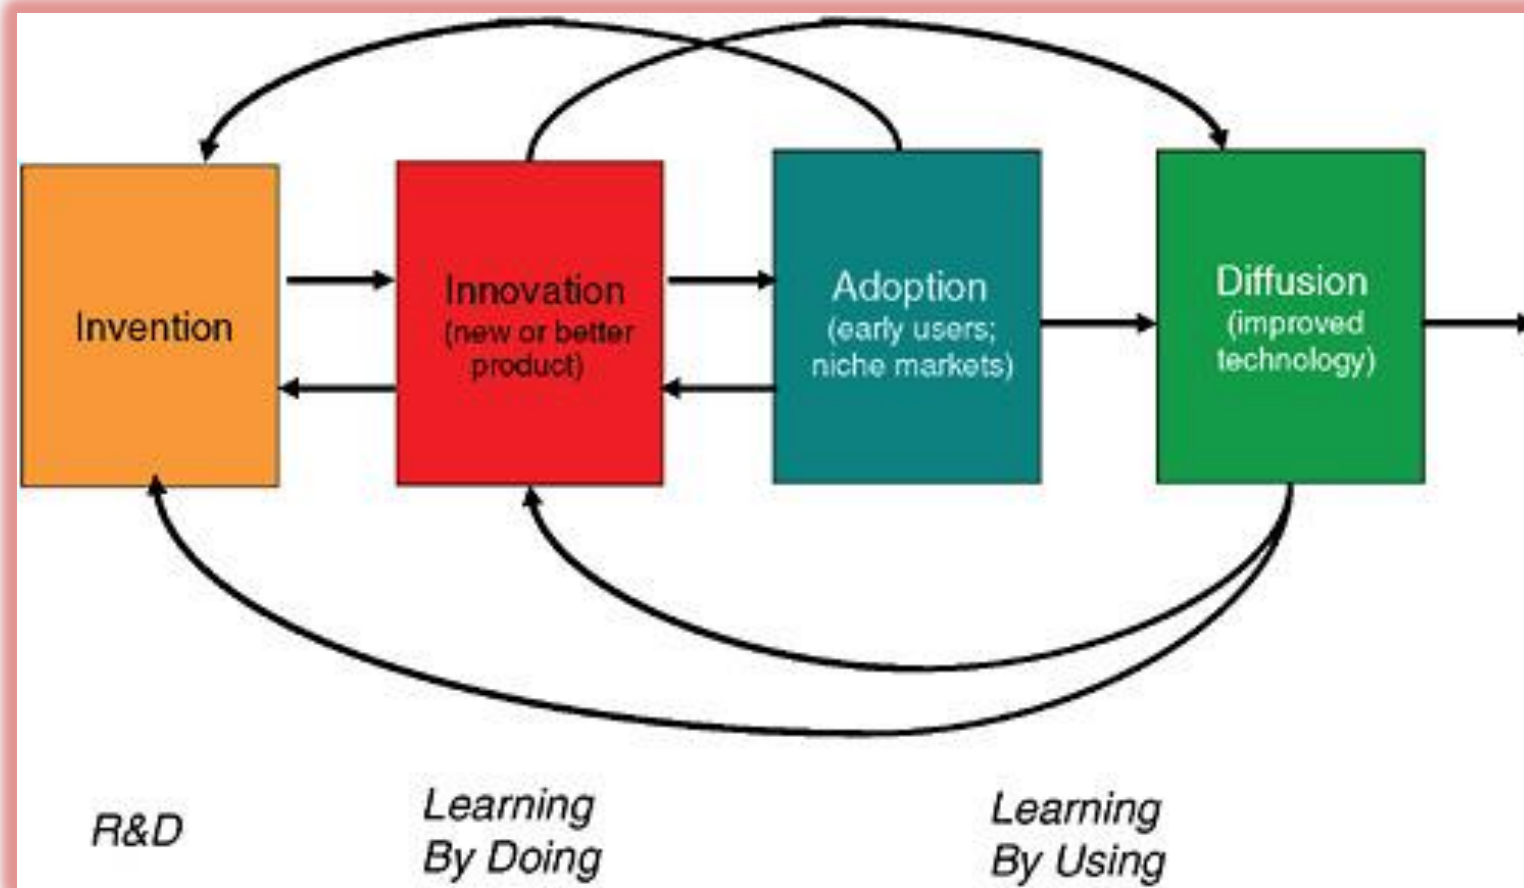 Invention
Innovation
(new or better
product)
Adoption
(early users;
niche markets)
Diffusion
(improved
technology)
R&D
Learning
By Doing
Learning
By Using